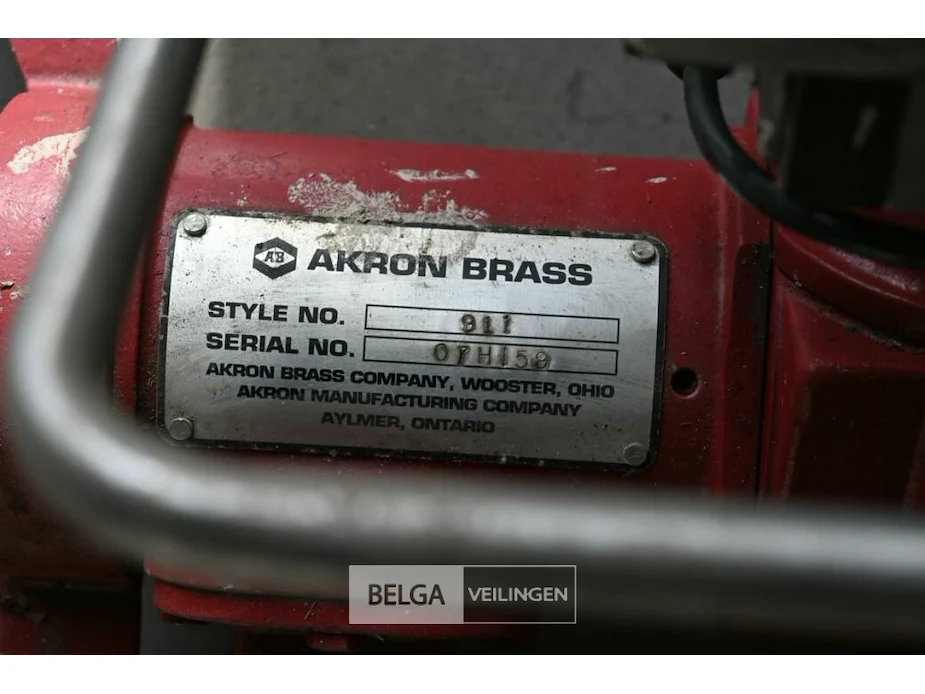 AB AKRON BRASS
STYLE NO. 911
SERIAL NO. 07H159
AKRON BRASS COMPANY, WOOSTER, OHIO
AKRON MANUFACTURING COMPANY
AYLMER, ONTARIO
BELGA VEILINGEN